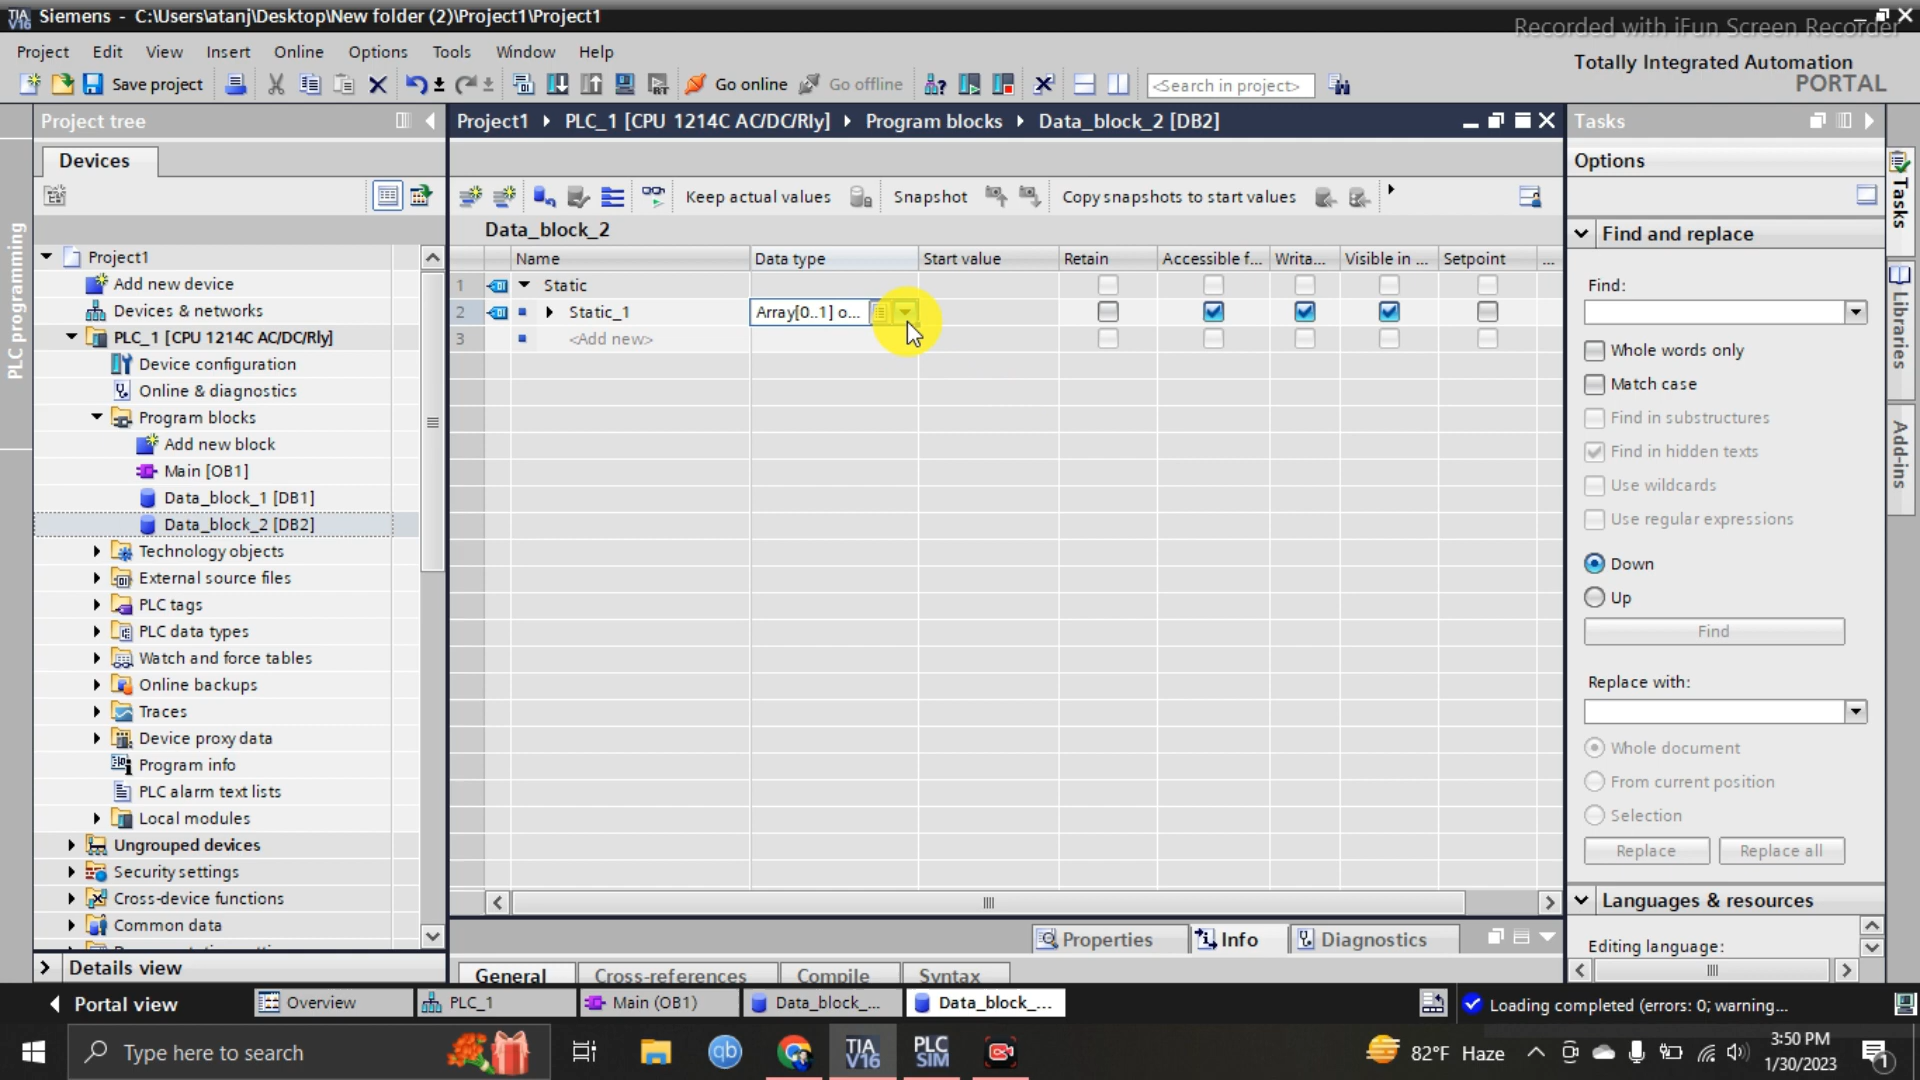 Siemens - C:\Users\atanj\Desktop\New folder (2)\Project1\Project1
Recorded with iFun Screen Recorder
Project Edit View Insert Online Options Tools Window Help
Totally Integrated Automation
PORTAL
Save project
Go online
Go offline
<Search in project>
Project tree
Project1 PLC_1 [CPU 1214C AC/DC/Rly] Program blocks Data_block_2 [DB2]
Tasks
Devices
Options
Keep actual values Snapshot Copy snapshots to start values
Data_block_2
Name Data type Start value Retain Accessible f... Writa... Visible in ... Setpoint ...
1 Static
2 Static_1 Array[0..1] o...
3 <Add new>
PLC programming
Project1
Add new device
Devices & networks
PLC_1 [CPU 1214C AC/DC/Rly]
Device configuration
Online & diagnostics
Program blocks
Add new block
Main [OB1]
Data_block_1 [DB1]
Data_block_2 [DB2]
Technology objects
External source files
PLC tags
PLC data types
Watch and force tables
Online backups
Traces
Device proxy data
Program info
PLC alarm text lists
Local modules
Ungrouped devices
Security settings
Cross-device functions
Common data
Details view
Find and replace
Find:
Whole words only
Match case
Find in substructures
Find in hidden texts
Use wildcards
Use regular expressions
Down
Up
Find
Replace with:
Whole document
From current position
Selection
Replace Replace all
Languages & resources
Editing language:
Tasks
Libraries
Add-ins
Properties Info Diagnostics
General Cross-references Compile Syntax
Portal view Overview PLC_1 Main (OB1) Data_block_... Data_block_...
Loading completed (errors: 0; warning...
Type here to search
qb
TIA V16
PLC SIM
82°F Haze
3:50 PM
1/30/2023
1